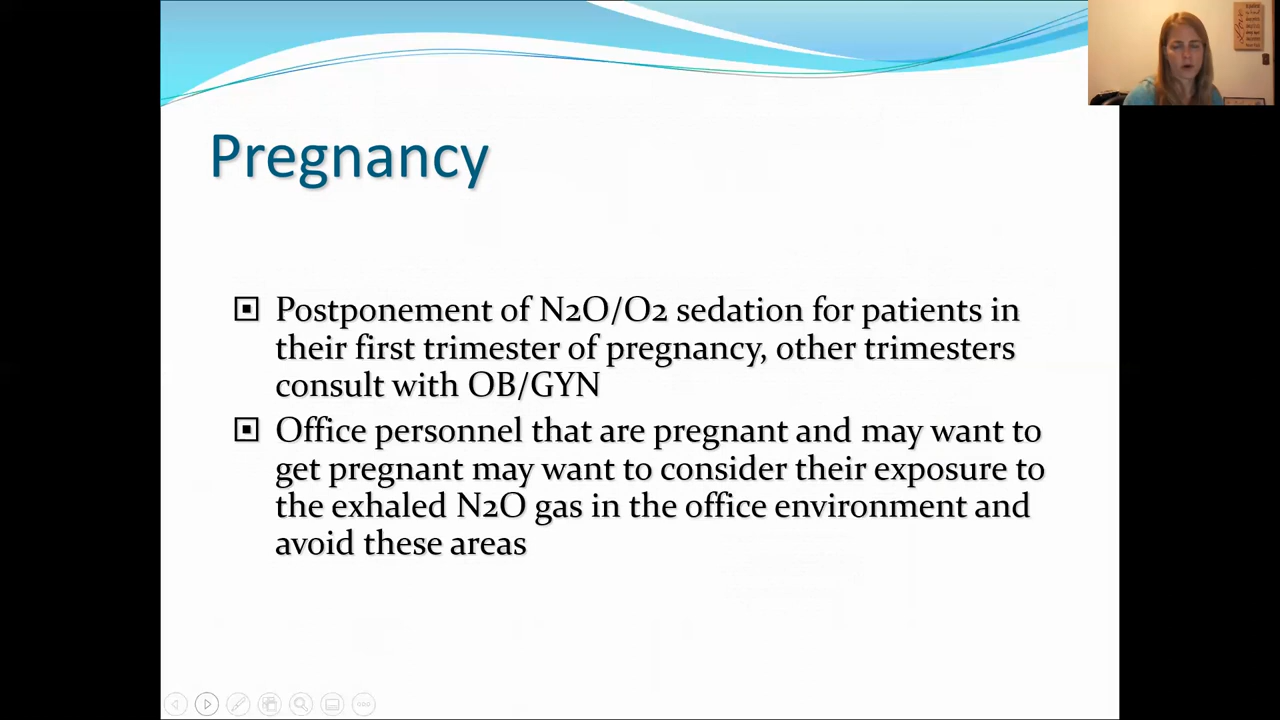 Pregnancy
Postponement of N2O/O2 sedation for patients in
their first trimester of pregnancy, other trimesters
consult with OB/GYN
Office personnel that are pregnant and may want to
get pregnant may want to consider their exposure to
the exhaled N2O gas in the office environment and
avoid these areas